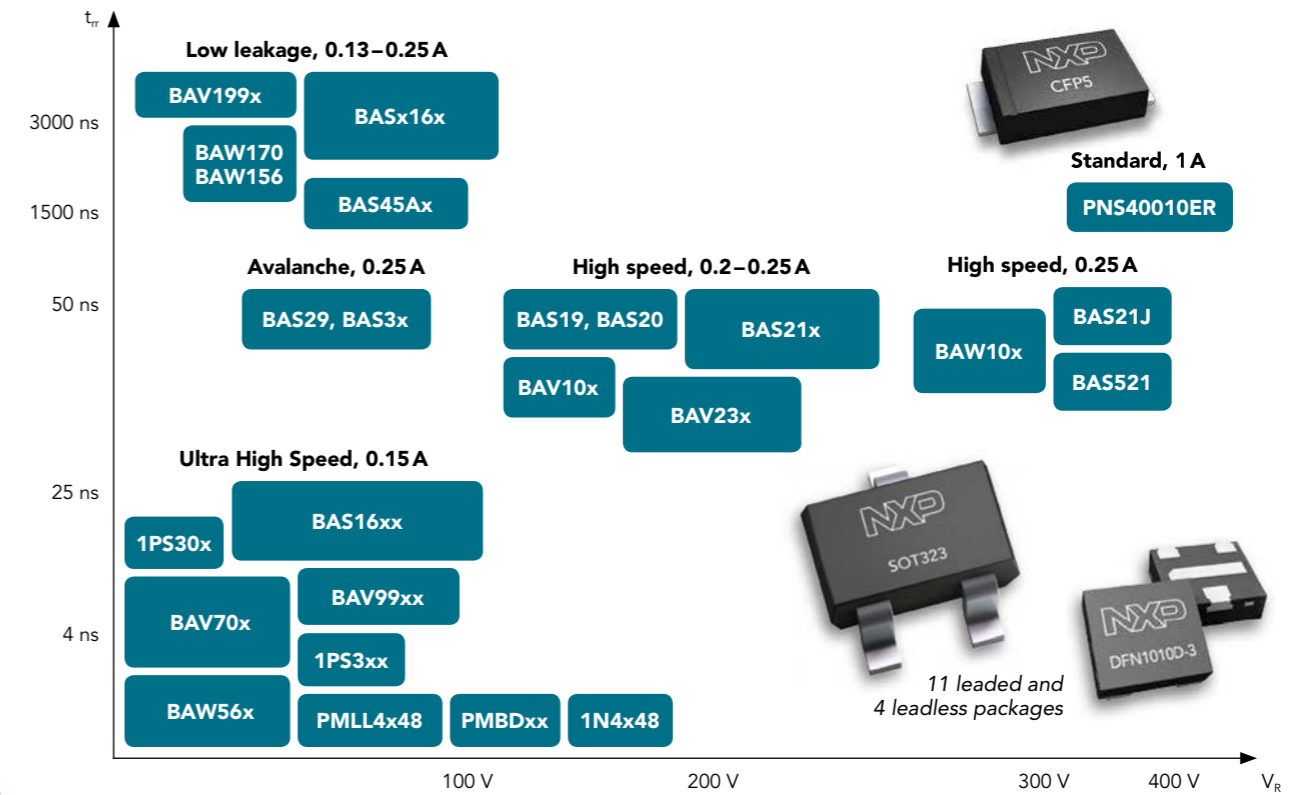 trr
Low leakage, 0.13–0.25 A
BAV199x
BASx16x
3000 ns
BAW170
BAW156
BAS45Ax
1500 ns
NXP
CFP5
Standard, 1 A
PNS40010ER
Avalanche, 0.25 A
High speed, 0.2–0.25 A
High speed, 0.25 A
50 ns
BAS29, BAS3x
BAS19, BAS20
BAS21x
BAV10x
BAV23x
BAW10x
BAS21J
BAS521
Ultra High Speed, 0.15 A
25 ns
BAS16xx
1PS30x
BAV99xx
BAV70x
4 ns
1PS3xx
BAW56x
PMLL4x48
PMBDxx
1N4x48
NXP
SOT323
NXP
DFN1010D-3
11 leaded and
4 leadless packages
100 V
200 V
300 V
400 V
VR